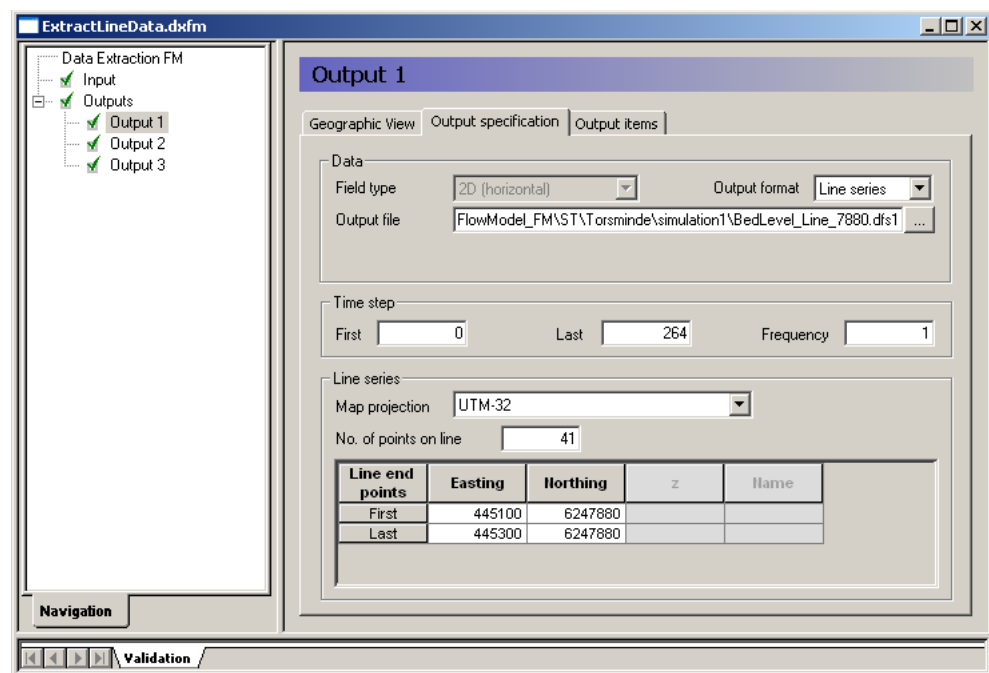 ExtractLineData.dxfm
Data Extraction FM
Input
Outputs
Output 1
Output 2
Output 3
Navigation
Output 1
Geographic View Output specification Output items
Data
Field type 2D (horizontal) Output format Line series
Output file FlowModel_FM\ST\Torsminde\simulation1\BedLevel_Line_7880.dfs1 ...
Time step
First 0 Last 264 Frequency 1
Line series
Map projection UTM-32
No. of points on line 41
Line end points Easting Northing z Name
First 445100 6247880
Last 445300 6247880
Validation